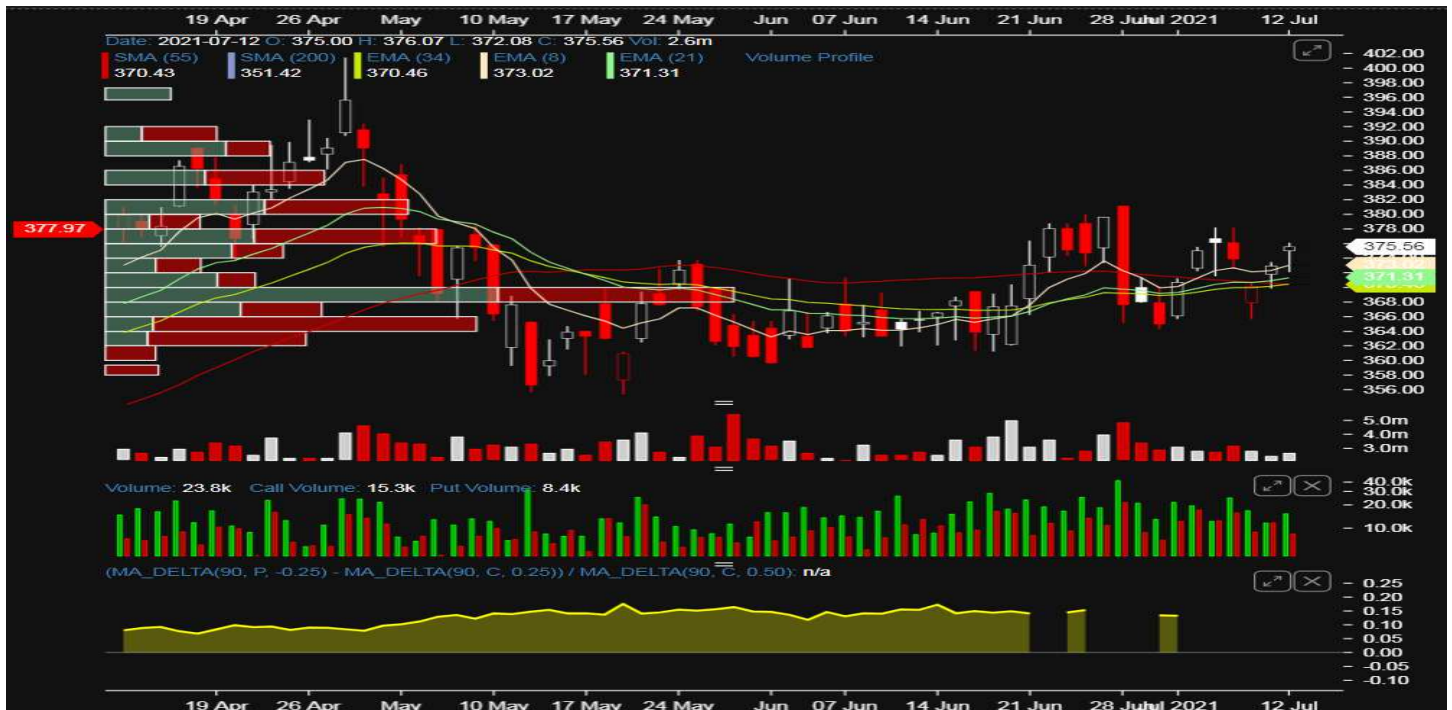 19 Apr 26 Apr May 10 May 17 May 24 May Jun 07 Jun 14 Jun 21 Jun 28 Jun Jul 2021 12 Jul
Date: 2021-07-12 O: 375.00 H: 376.07 L: 372.08 C: 375.56 Vol: 2.6m
SMA (55) SMA (200) EMA (34) EMA (8) EMA (21) Volume Profile
370.43 351.42 370.46 373.02 371.31
402.00
400.00
398.00
396.00
394.00
392.00
390.00
388.00
386.00
384.00
382.00
380.00
378.00
377.97
375.56
371.31
368.00
366.00
364.00
362.00
360.00
358.00
356.00
5.0m
4.0m
3.0m
Volume: 23.8k Call Volume: 15.3k Put Volume: 8.4k
40.0k
30.0k
20.0k
10.0k
(MA_DELTA(90, P, -0.25) - MA_DELTA(90, C, 0.25)) / MA_DELTA(90, C, 0.50): n/a
0.25
0.20
0.15
0.10
0.05
0.00
-0.05
-0.10
19 Apr 26 Apr May 10 May 17 May 24 May Jun 07 Jun 14 Jun 21 Jun 28 Jun Jul 2021 12 Jul